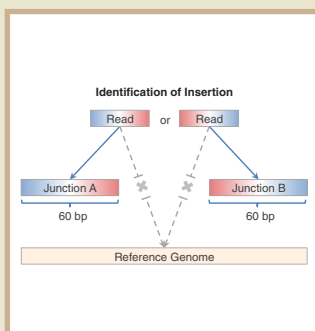 Identification of Insertion
Read or Read
Junction A Junction B
60 bp 60 bp
Reference Genome